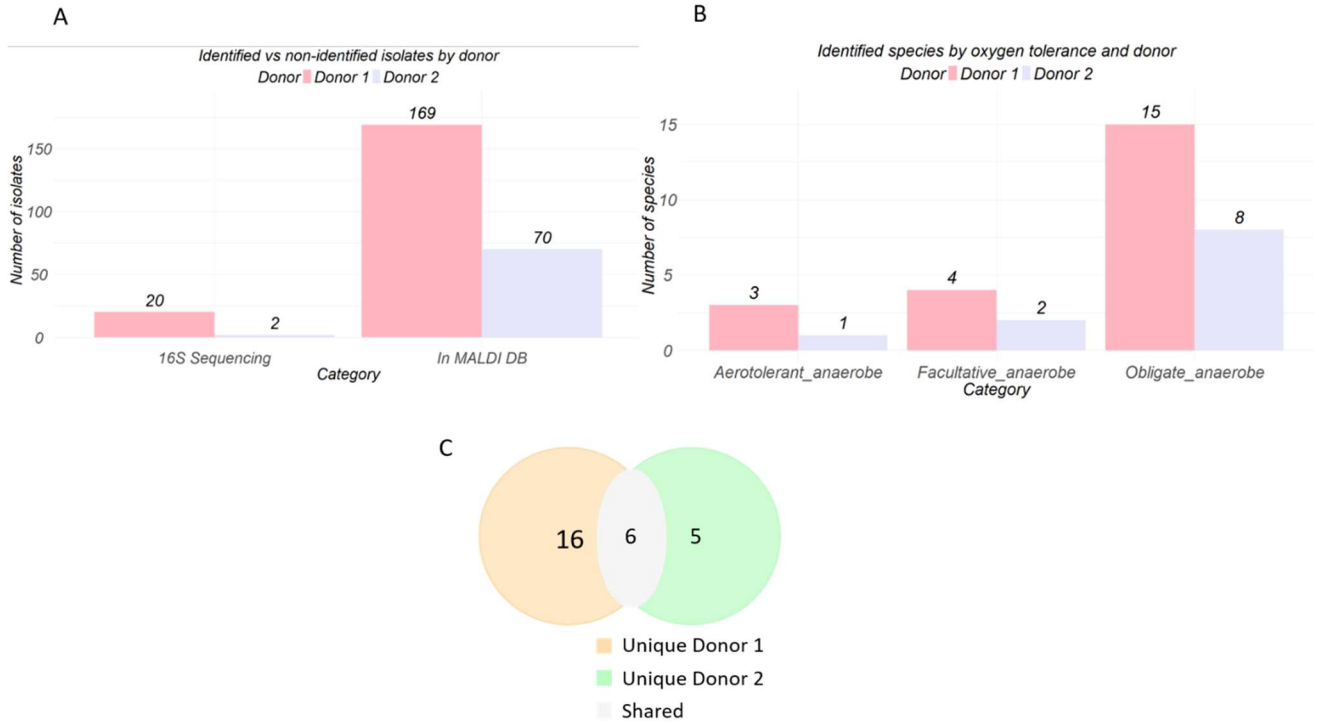 A
Identified vs non-identified isolates by donor
Donor Donor 1 Donor 2
Number of isolates
150
100
50
0
169
70
20
2
16S Sequencing In MALDI DB
Category
B
Identified species by oxygen tolerance and donor
Donor Donor 1 Donor 2
Number of species
15
10
5
0
15
8
4
2
3
1
Aerotolerant_anaerobe Facultative_anaerobe Obligate_anaerobe
Category
C
16 6 5
Unique Donor 1
Unique Donor 2
Shared